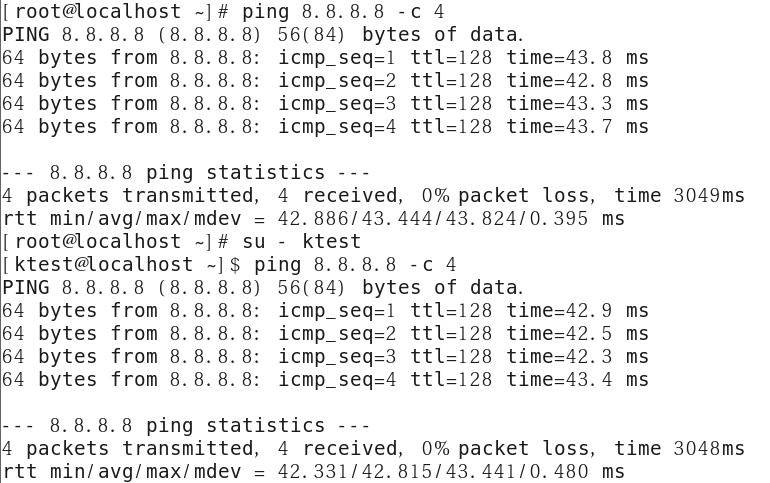 [root@localhost ~]# ping 8.8.8.8 -c 4
PING 8.8.8.8 (8.8.8.8) 56(84) bytes of data.
64 bytes from 8.8.8.8: icmp_seq=1 ttl=128 time=43.8 ms
64 bytes from 8.8.8.8: icmp_seq=2 ttl=128 time=42.8 ms
64 bytes from 8.8.8.8: icmp_seq=3 ttl=128 time=43.3 ms
64 bytes from 8.8.8.8: icmp_seq=4 ttl=128 time=43.7 ms
--- 8.8.8.8 ping statistics ---
4 packets transmitted, 4 received, 0% packet loss, time 3049ms
rtt min/avg/max/mdev = 42.886/43.444/43.824/0.395 ms
[root@localhost ~]# su - ktest
[ktest@localhost ~]$ ping 8.8.8.8 -c 4
PING 8.8.8.8 (8.8.8.8) 56(84) bytes of data.
64 bytes from 8.8.8.8: icmp_seq=1 ttl=128 time=42.9 ms
64 bytes from 8.8.8.8: icmp_seq=2 ttl=128 time=42.5 ms
64 bytes from 8.8.8.8: icmp_seq=3 ttl=128 time=42.3 ms
64 bytes from 8.8.8.8: icmp_seq=4 ttl=128 time=43.4 ms
--- 8.8.8.8 ping statistics ---
4 packets transmitted, 4 received, 0% packet loss, time 3048ms
rtt min/avg/max/mdev = 42.331/42.815/43.441/0.480 ms